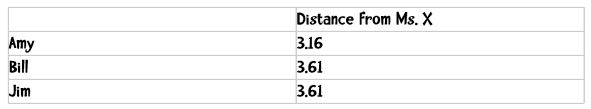 Distance From Ms. X
Amy 3.16
Bill 3.61
Jim 3.61